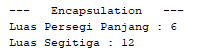 ---   Encapsulation   ---
Luas Persegi Panjang : 6
Luas Segitiga : 12